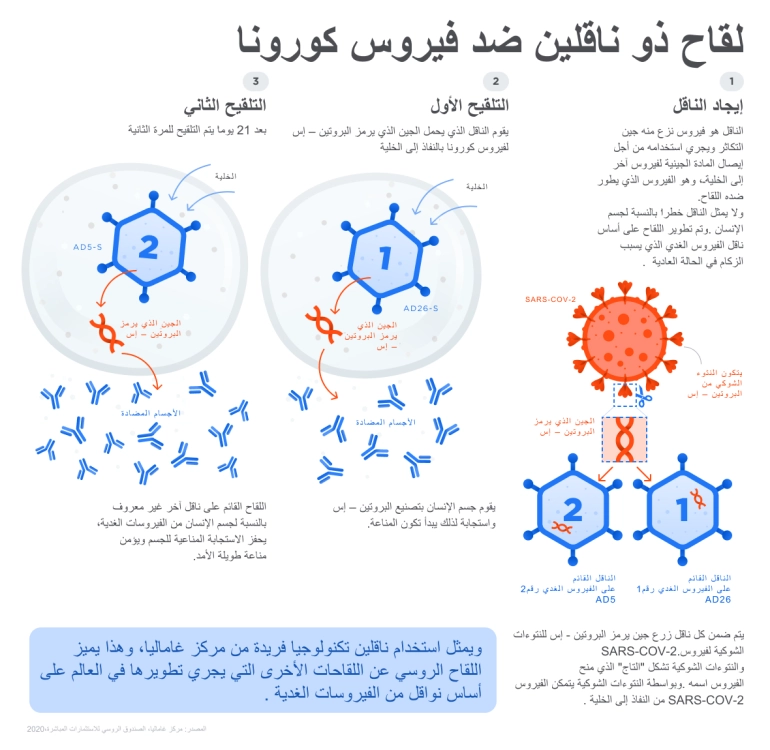 لقاح ذو ناقلين ضد فيروس كورونا
1
إيجاد الناقل
الناقل هو فيروس نزع منه جين
التكاثر ويجري استخدامه من أجل
إيصال المادة الجينية لفيروس آخر
إلى الخلية، وهو الفيروس الذي يطور
ضده اللقاح.
ولا يمثل الناقل خطرا بالنسبة لجسم
الإنسان .وتم تطوير اللقاح على أساس
ناقل الفيروس الغدي الذي يسبب
الزكام في الحالة العادية .
SARS-COV-2
يتكون النتوء
الشوكي من
البروتين – إس
الجين الذي يرمز
البروتين – إس
1
2
الناقل القائم
على الفيروس الغدي رقم1
AD26
الناقل القائم
على الفيروس الغدي رقم2
AD5
يتم ضمن كل ناقل زرع جين يرمز البروتين - إس للنتوءات
الشوكية لفيروس.SARS-COV-2
والنتوءات الشوكية تشكل "التاج" الذي منح
الفيروس اسمه .وبواسطة النتوءات الشوكية يتمكن الفيروس
SARS-COV-2 من النفاذ إلى الخلية .
2
التلقيح الأول
يقوم الناقل الذي يحمل الجين الذي يرمز البروتين – إس
لفيروس كورونا بالنفاذ إلى الخلية
الخلية
1
AD26-S
الجين الذي
يرمز البروتين
– إس
الأجسام المضادة
يقوم جسم الإنسان بتصنيع البروتين – إس
واستجابة لذلك يبدأ تكون المناعة.
3
التلقيح الثاني
بعد 21 يوما يتم التلقيح للمرة الثانية
الخلية
2
AD5-S
الجين الذي يرمز
البروتين – إس
الأجسام المضادة
اللقاح القائم على ناقل أخر غير معروف
بالنسبة لجسم الإنسان من الفيروسات الغدية،
يحفز الاستجابة المناعية للجسم ويؤمن
مناعة طويلة الأمد.
ويمثل استخدام ناقلين تكنولوجيا فريدة من مركز غاماليا، وهذا يميز
اللقاح الروسي عن اللقاحات الأخرى التي يجري تطويرها في العالم على
أساس نواقل من الفيروسات الغدية .
المصدر: مركز غاماليا، الصندوق الروسي للاستثمارات المباشرة،2020